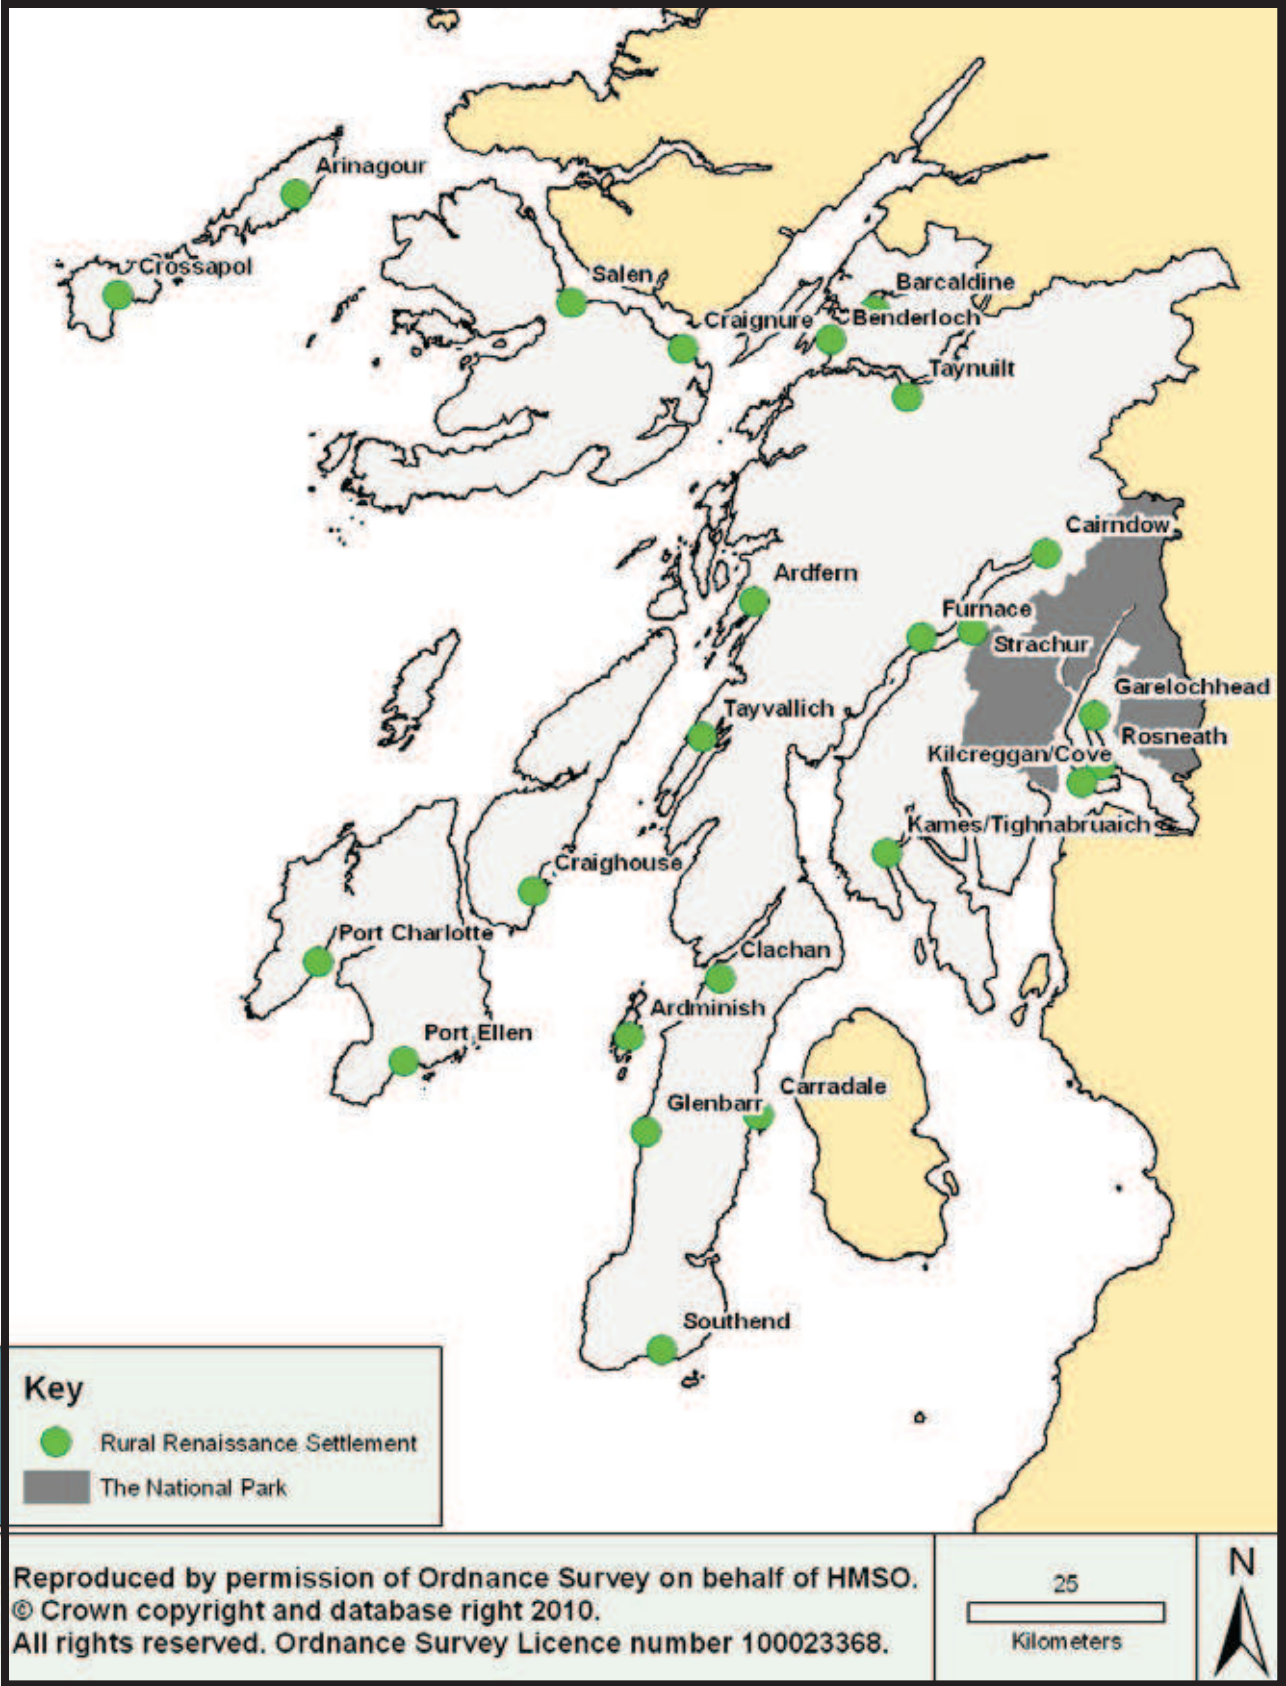 Arinagour
Crossapol
Salen
Barcaldine
Craignure
Benderloch
Taynuilt
Cairndow
Ardfern
Furnace
Strachur
Garelochhead
Tayvallich
Rosneath
Kilcreggan/Cove
Kames/Tighnabruaich
Craighouse
Port Charlotte
Clachan
Ardminish
Port Ellen
Carradale
Glenbarr
Southend
Key
Rural Renaissance Settlement
The National Park
Reproduced by permission of Ordnance Survey on behalf of HMSO.
© Crown copyright and database right 2010.
All rights reserved. Ordnance Survey Licence number 100023368.
25
Kilometers
N